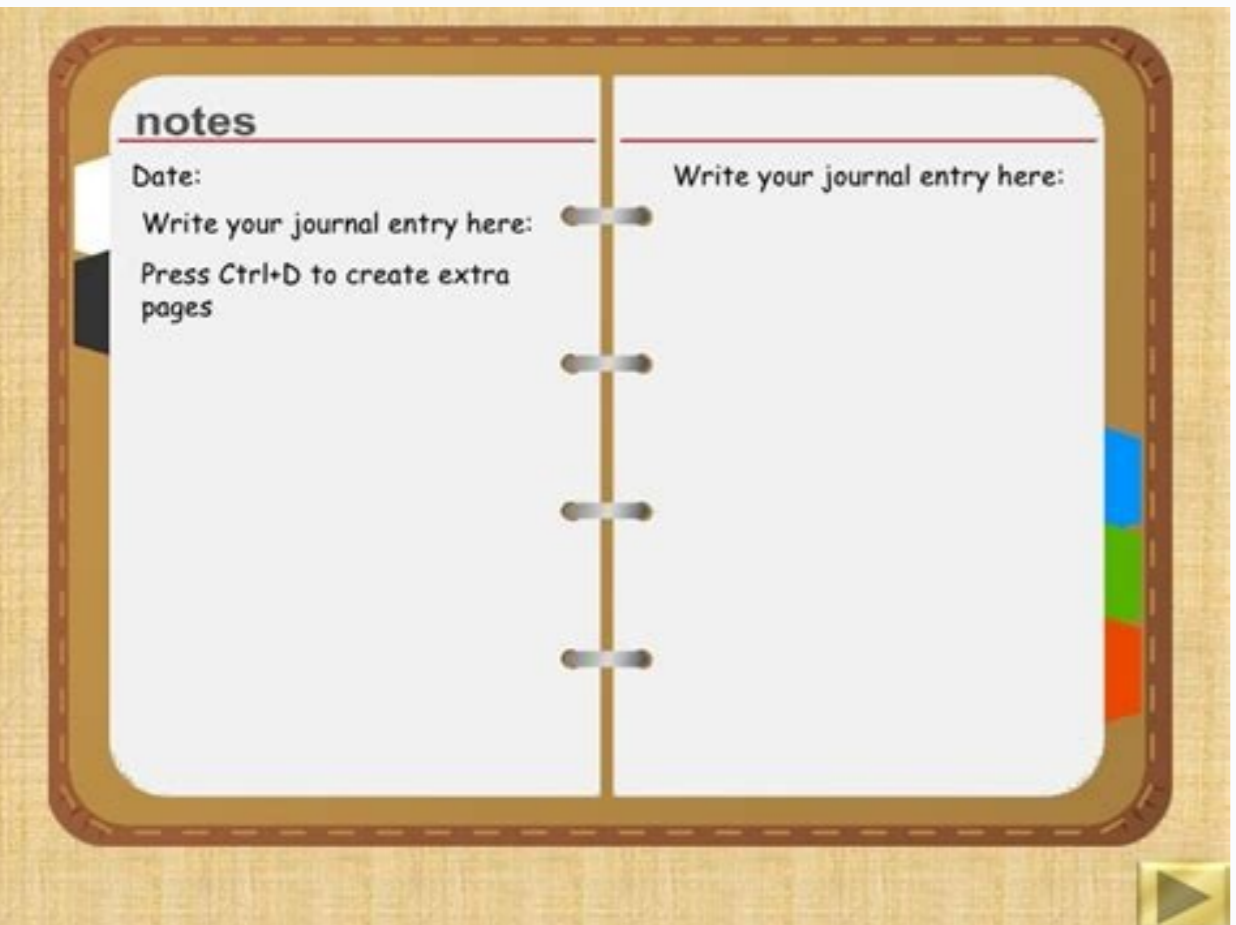 notes
Date:
Write your journal entry here:
Press Ctrl+D to create extra
pages
Write your journal entry here: